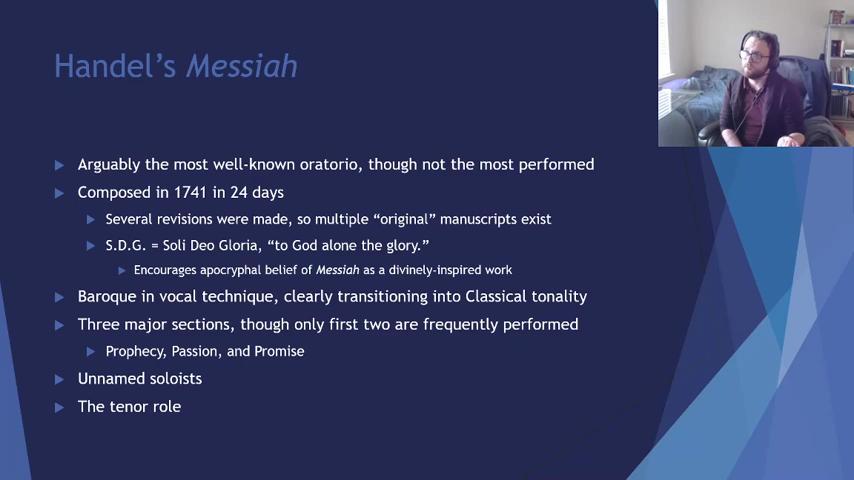 Handel's Messiah
Arguably the most well-known oratorio, though not the most performed
Composed in 1741 in 24 days
Several revisions were made, so multiple “original” manuscripts exist
S.D.G. = Soli Deo Gloria, “to God alone the glory.”
Encourages apocryphal belief of Messiah as a divinely-inspired work
Baroque in vocal technique, clearly transitioning into Classical tonality
Three major sections, though only first two are frequently performed
Prophecy, Passion, and Promise
Unnamed soloists
The tenor role